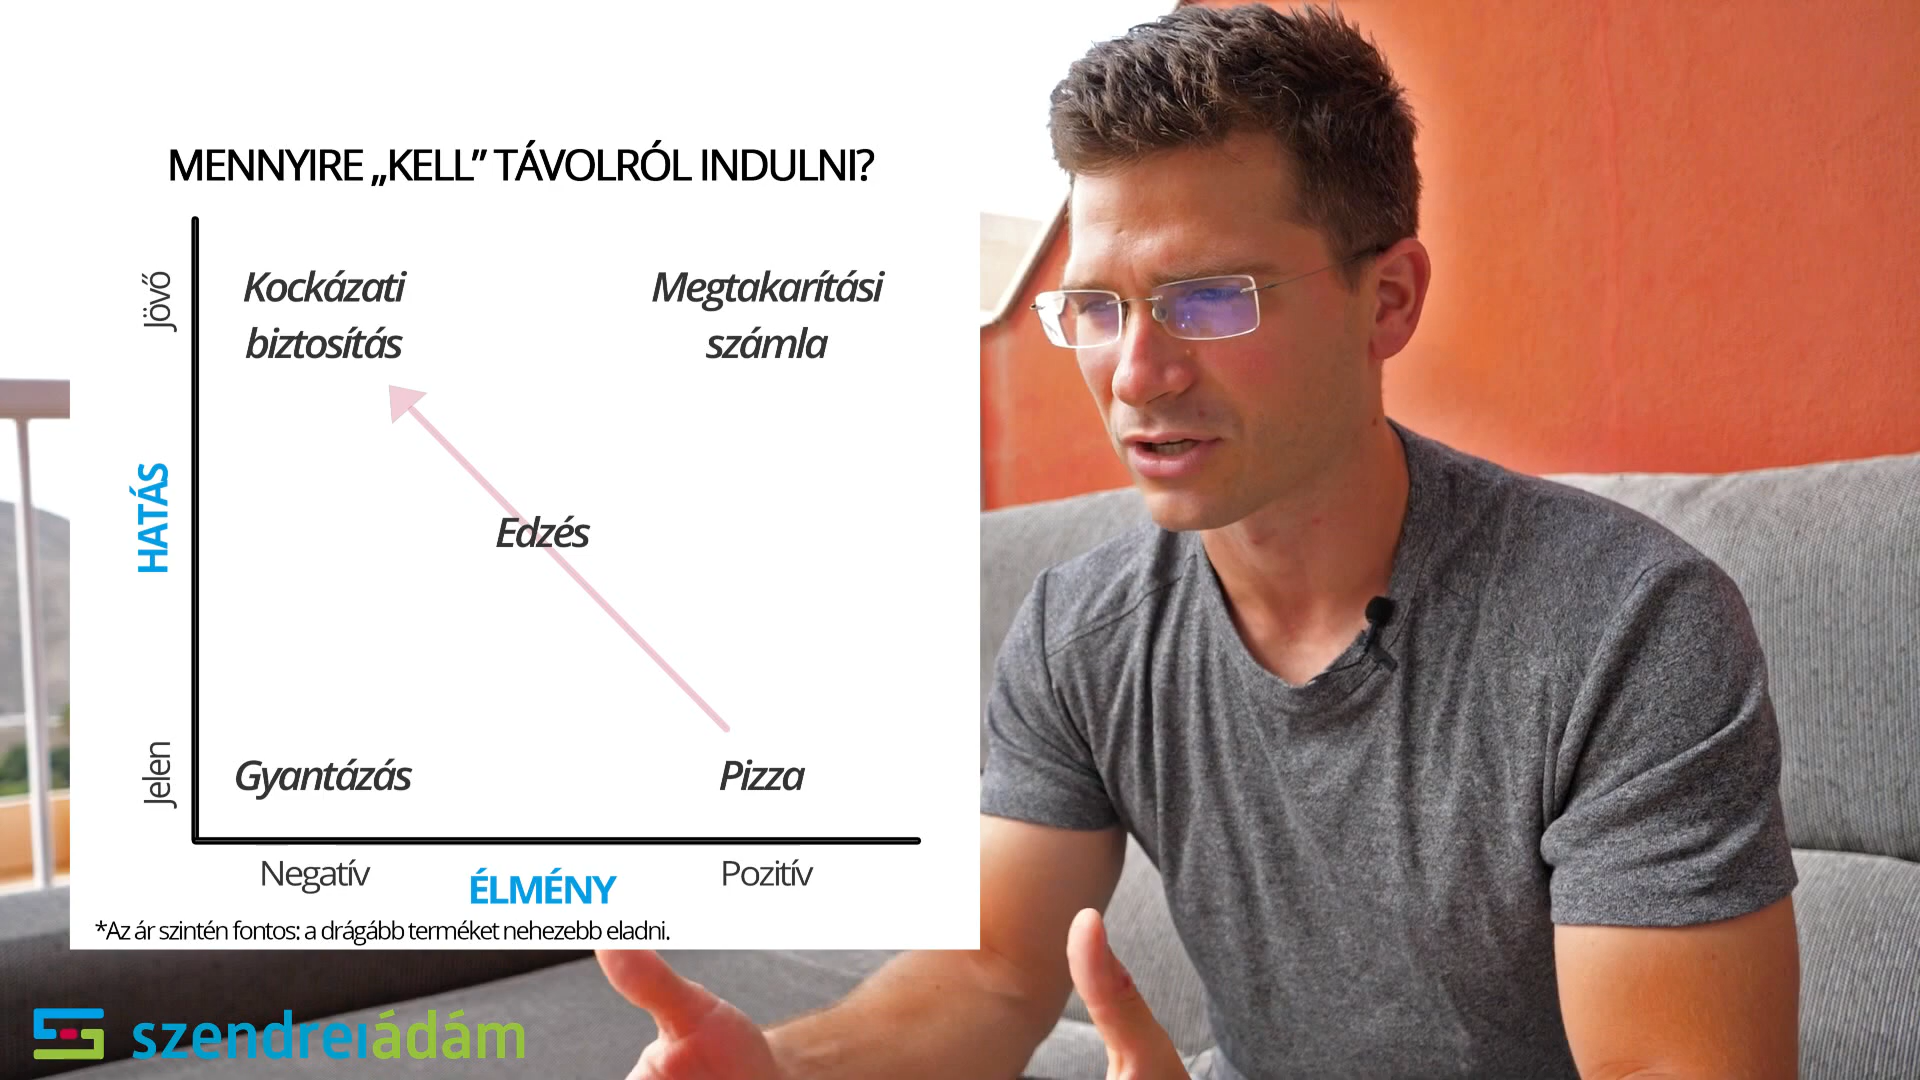 MENNYIRE „KELL” TÁVOLRÓL INDULNI?
Jövő
Kockázati
biztosítás
Megtakarítási
számla
HATÁS
Edzés
Jelen
Gyantázás
Pizza
Negatív
ÉLMÉNY
Pozitív
*Az ár szintén fontos: a drágább terméket nehezebb eladni.
szendreiádám